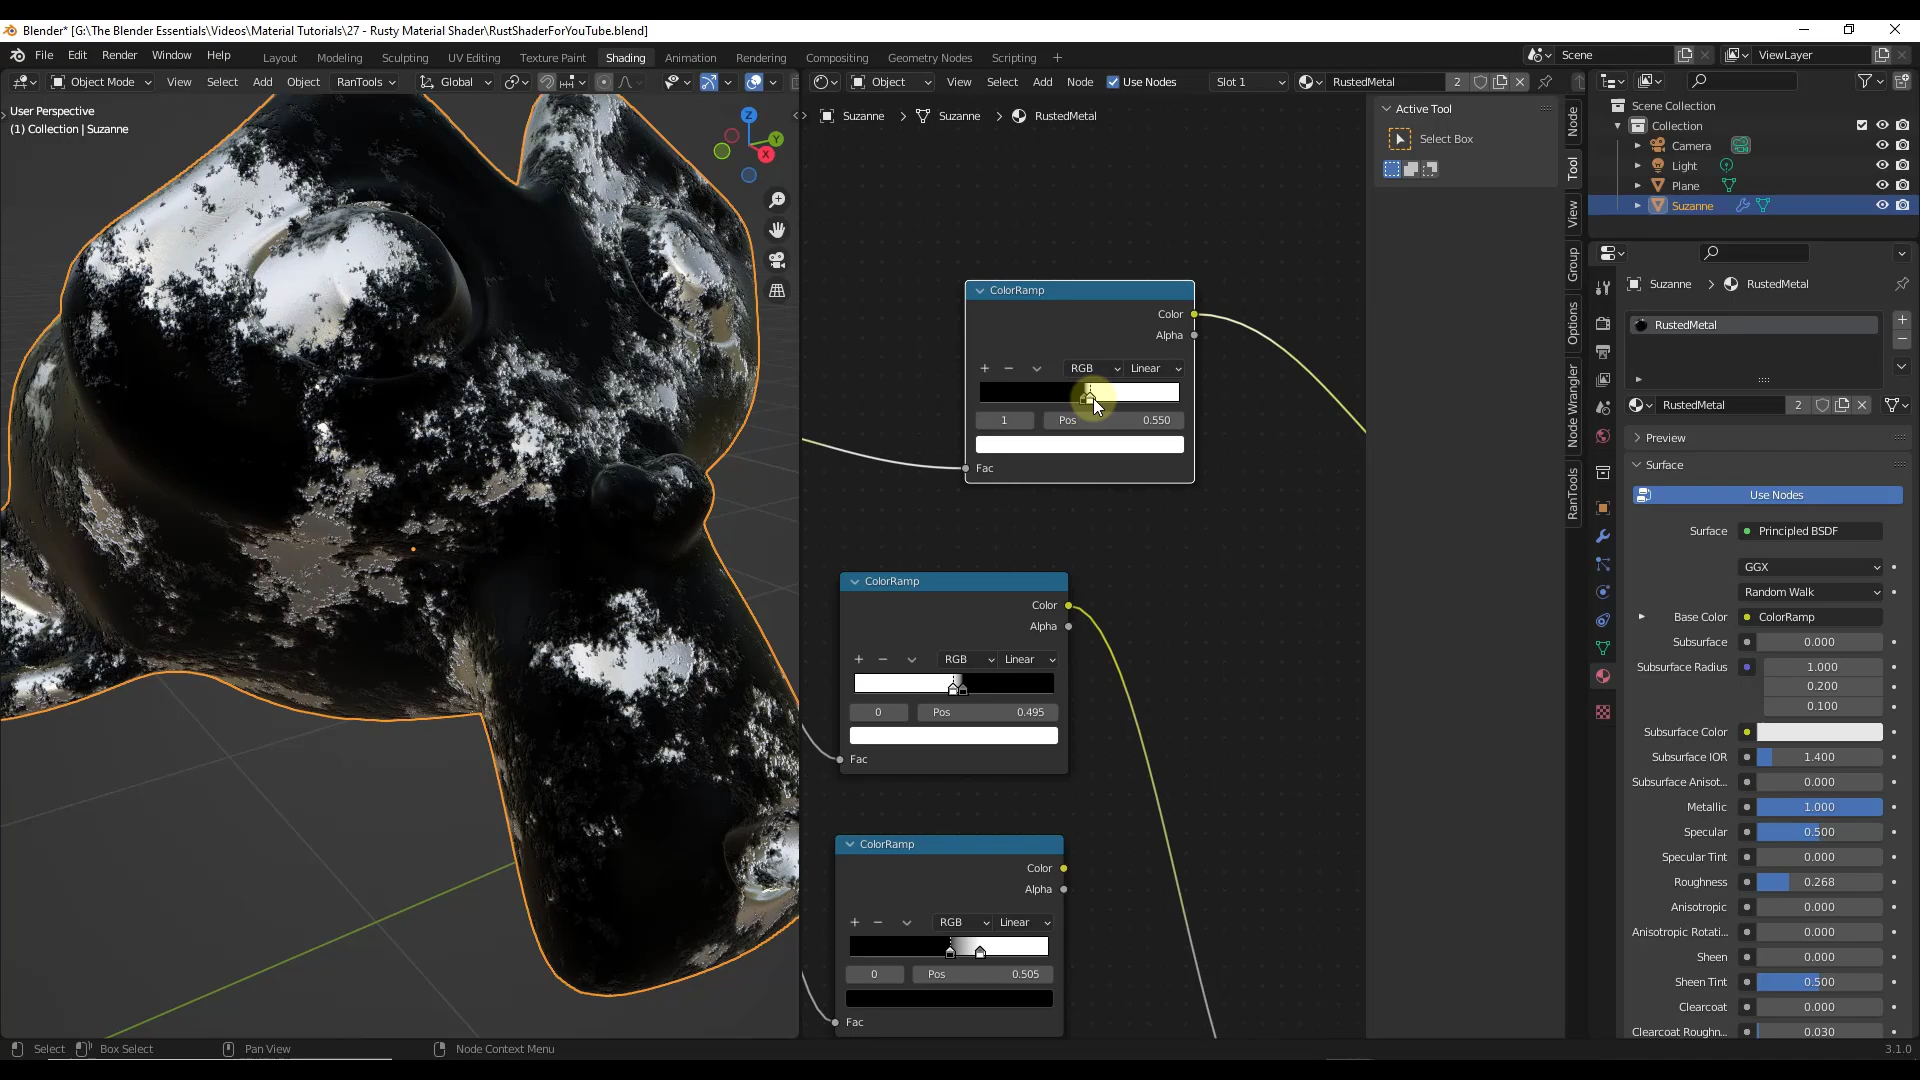 Blender* [G:\The Blender Essentials\Videos\Material Tutorials\27 - Rusty Material Shader\RustShaderForYouTube.blend]
File Edit Render Window Help Layout Modeling Sculpting UV Editing Texture Paint Shading Animation Rendering Compositing Geometry Nodes Scripting + Scene ViewLayer
Object Mode View Select Add Object RanTools Global Object View Select Add Node Use Nodes Slot 1 RustedMetal 2
User Perspective
(1) Collection | Suzanne
Suzanne > Suzanne > RustedMetal
Active Tool
Select Box
Node
Tool
View
Group
Options
Node Wrangler
RanTools
Scene Collection
Collection
Camera
Light
Plane
Suzanne
Suzanne > RustedMetal
RustedMetal
RustedMetal 2
Preview
Surface
Use Nodes
Surface Principled BSDF
GGX
Random Walk
Base Color ColorRamp
Subsurface 0.000
Subsurface Radius 1.000
0.200
0.100
Subsurface Color
Subsurface IOR 1.400
Subsurface Anisot... 0.000
Metallic 1.000
Specular 0.500
Specular Tint 0.000
Roughness 0.268
Anisotropic 0.000
Anisotropic Rotati... 0.000
Sheen 0.000
Sheen Tint 0.500
Clearcoat 0.000
Clearcoat Roughn... 0.030
ColorRamp
Color
Alpha
RGB Linear
1 Pos 0.550
Fac
ColorRamp
Color
Alpha
RGB Linear
0 Pos 0.495
Fac
ColorRamp
Color
Alpha
RGB Linear
0 Pos 0.505
Fac
Select Box Select Pan View Node Context Menu 3.1.0